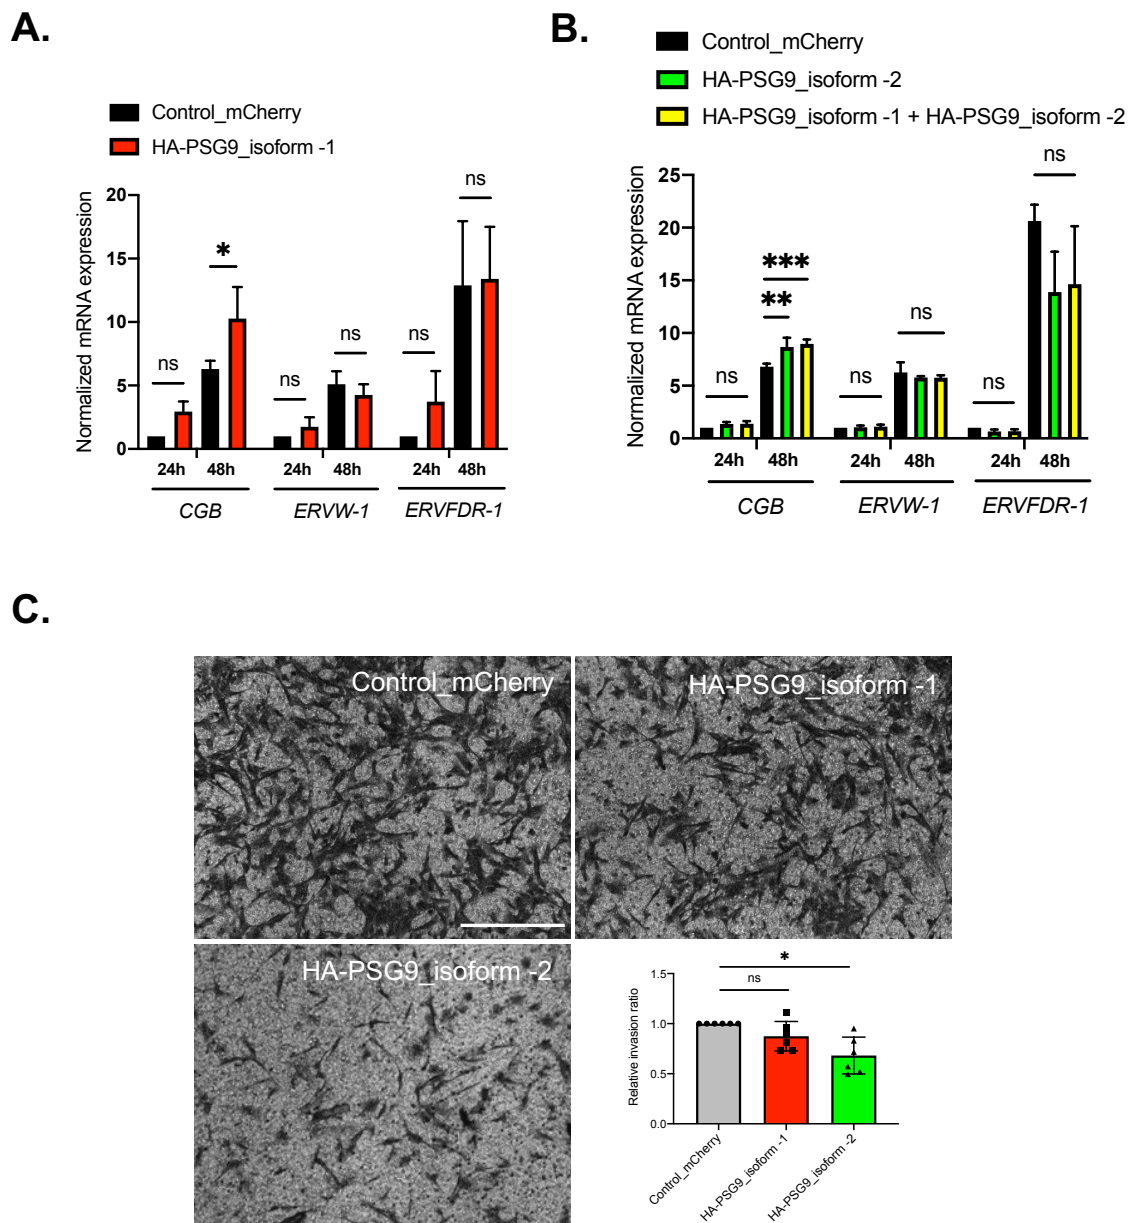 A.
Control_mCherry
HA-PSG9_isoform -1
Normalized mRNA expression
20
15
10
5
0
ns
*
ns
ns
ns
ns
24h 48h 24h 48h 24h 48h
CGB ERVW-1 ERVFDR-1
B.
Control_mCherry
HA-PSG9_isoform -2
HA-PSG9_isoform -1 + HA-PSG9_isoform -2
Normalized mRNA expression
25
20
15
10
5
0
ns
***
**
ns
ns
ns
ns
24h 48h 24h 48h 24h 48h
CGB ERVW-1 ERVFDR-1
C.
Control_mCherry
HA-PSG9_isoform -1
HA-PSG9_isoform -2
Relative invasion ratio
1.5
1.0
0.5
0.0
*
ns
Control_mCherry
HA-PSG9_isoform -1
HA-PSG9_isoform -2